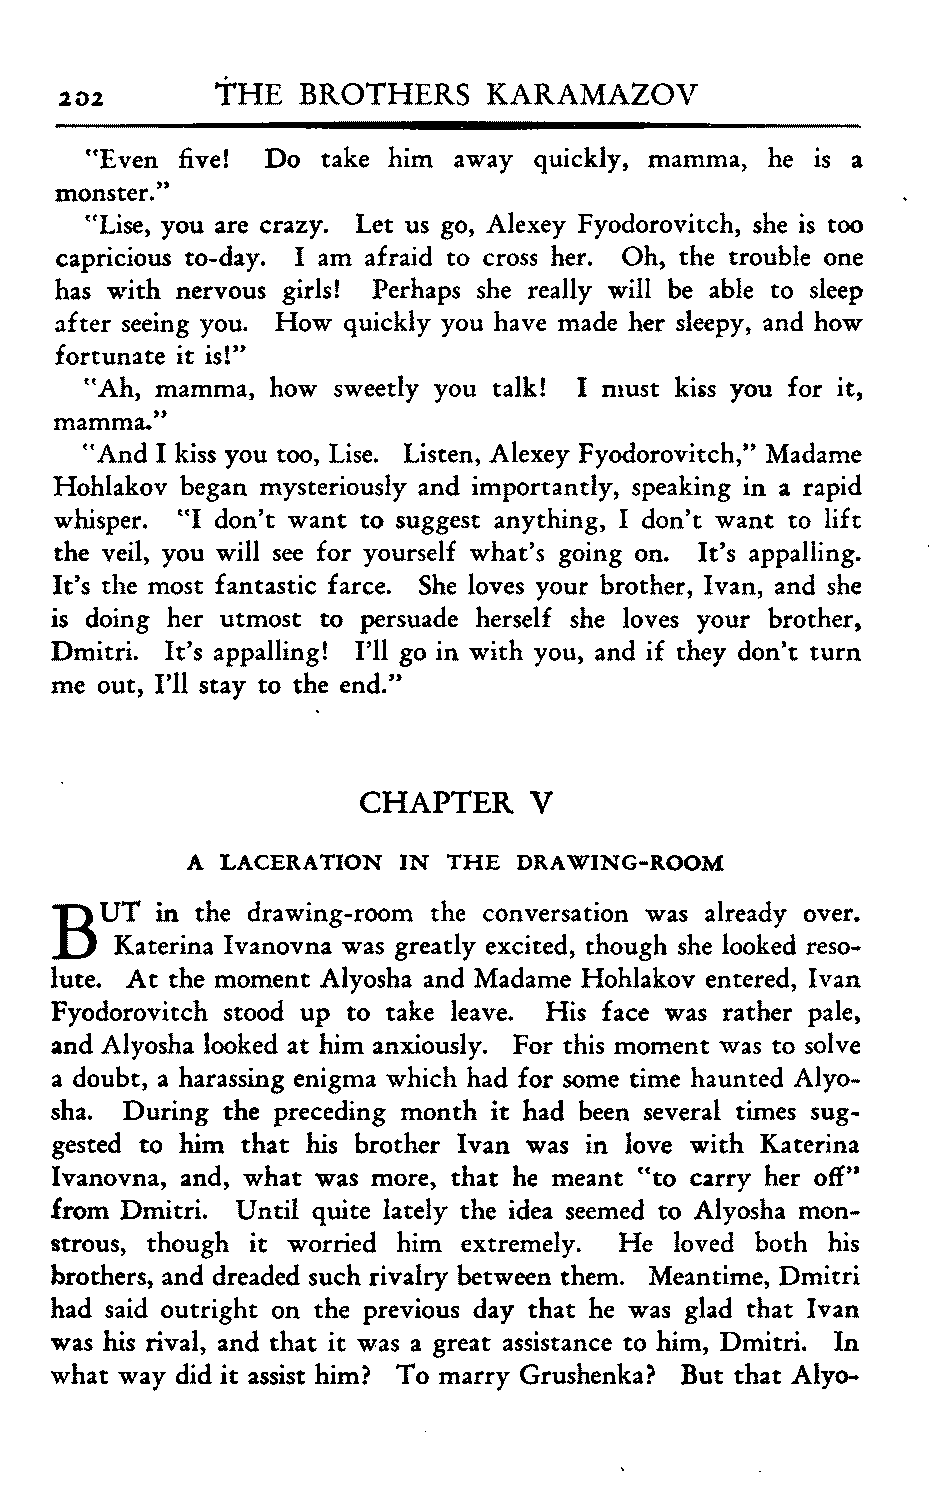 202 THE BROTHERS KARAMAZOV
"Even five! Do take him away quickly, mamma, he is a
monster."
"Lise, you are crazy. Let us go, Alexey Fyodorovitch, she is too
capricious to-day. I am afraid to cross her. Oh, the trouble one
has with nervous girls! Perhaps she really will be able to sleep
after seeing you. How quickly you have made her sleepy, and how
fortunate it is!"
"Ah, mamma, how sweetly you talk! I must kiss you for it,
mamma."
"And I kiss you too, Lise. Listen, Alexey Fyodorovitch," Madame
Hohlakov began mysteriously and importantly, speaking in a rapid
whisper. "I don't want to suggest anything, I don't want to lift
the veil, you will see for yourself what's going on. It's appalling.
It's the most fantastic farce. She loves your brother, Ivan, and she
is doing her utmost to persuade herself she loves your brother,
Dmitri. It's appalling! I'll go in with you, and if they don't turn
me out, I'll stay to the end."
CHAPTER V
A LACERATION IN THE DRAWING-ROOM
BUT in the drawing-room the conversation was already over.
Katerina Ivanovna was greatly excited, though she looked reso-
lute. At the moment Alyosha and Madame Hohlakov entered, Ivan
Fyodorovitch stood up to take leave. His face was rather pale,
and Alyosha looked at him anxiously. For this moment was to solve
a doubt, a harassing enigma which had for some time haunted Alyo-
sha. During the preceding month it had been several times sug-
gested to him that his brother Ivan was in love with Katerina
Ivanovna, and, what was more, that he meant "to carry her off"
from Dmitri. Until quite lately the idea seemed to Alyosha mon-
strous, though it worried him extremely. He loved both his
brothers, and dreaded such rivalry between them. Meantime, Dmitri
had said outright on the previous day that he was glad that Ivan
was his rival, and that it was a great assistance to him, Dmitri. In
what way did it assist him? To marry Grushenka? But that Alyo-